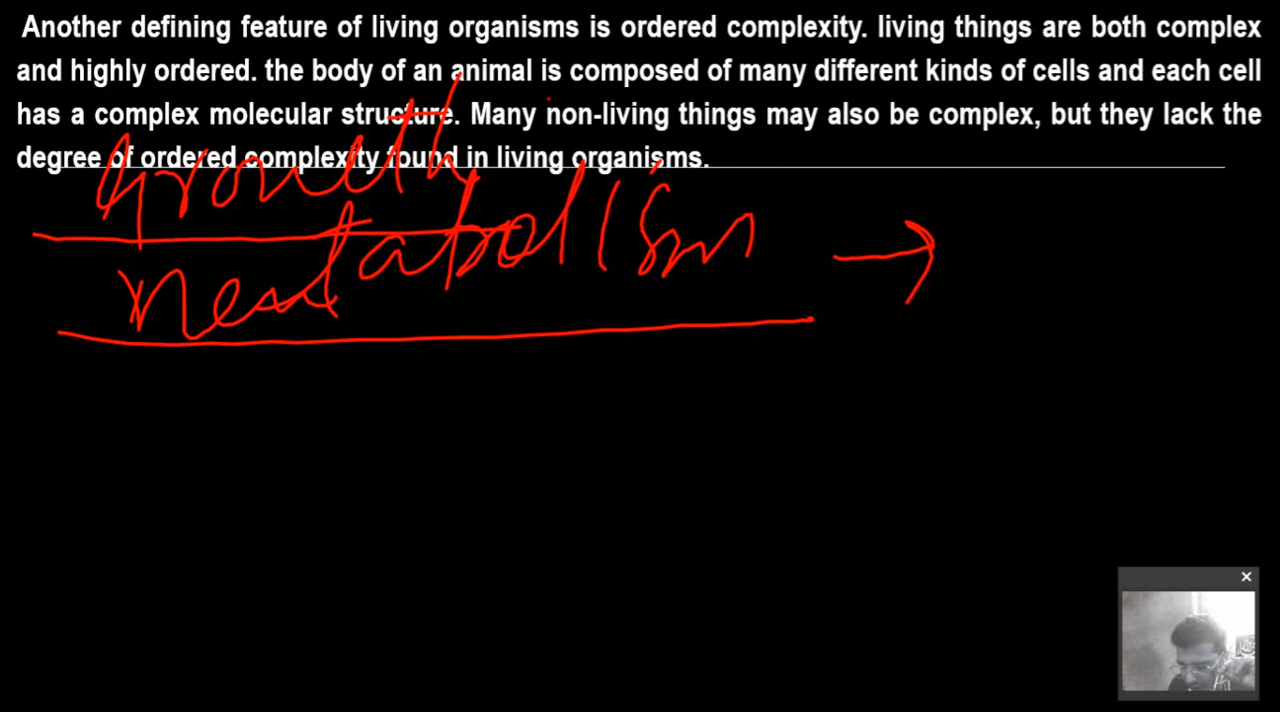 Another defining feature of living organisms is ordered complexity. living things are both complex
and highly ordered. the body of an animal is composed of many different kinds of cells and each cell
has a complex molecular structure. Many non-living things may also be complex, but they lack the
degree of ordered complexity found in living organisms.
Growth
metabolism →